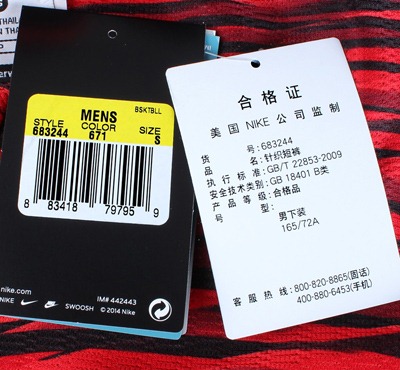 THAIL
N THAI
BSKTBLL
MENS
STYLE COLOR SIZE
683244 671 S
8 83418 79795 9
nike.com
NIKE SWOOSH
IM# 442443
© 2014 Nike
合格证
美国 NIKE 公司监制
货号:683244
品名:针织短裤
执行标准:GB/T 22853-2009
安全技术类别:GB 18401 B类
产品等级:合格品
号型:
男下装
165/72A
客服热线:800-820-8865(固话)
400-880-6453(手机)